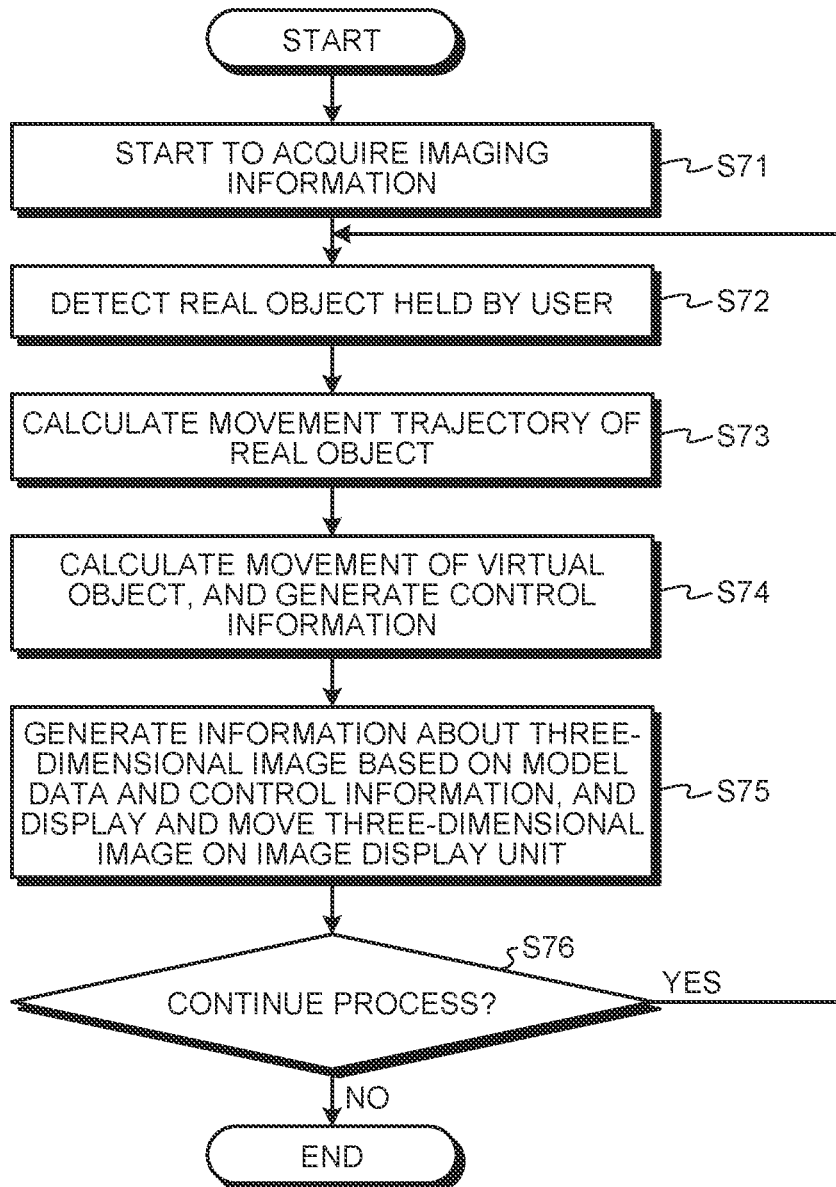 START
START TO ACQUIRE IMAGING
INFORMATION
S71
DETECT REAL OBJECT HELD BY USER
S72
CALCULATE MOVEMENT TRAJECTORY OF
REAL OBJECT
S73
CALCULATE MOVEMENT OF VIRTUAL
OBJECT, AND GENERATE CONTROL
INFORMATION
S74
GENERATE INFORMATION ABOUT THREE-
DIMENSIONAL IMAGE BASED ON MODEL
DATA AND CONTROL INFORMATION, AND
DISPLAY AND MOVE THREE-DIMENSIONAL
IMAGE ON IMAGE DISPLAY UNIT
S75
S76
CONTINUE PROCESS?
YES
NO
END